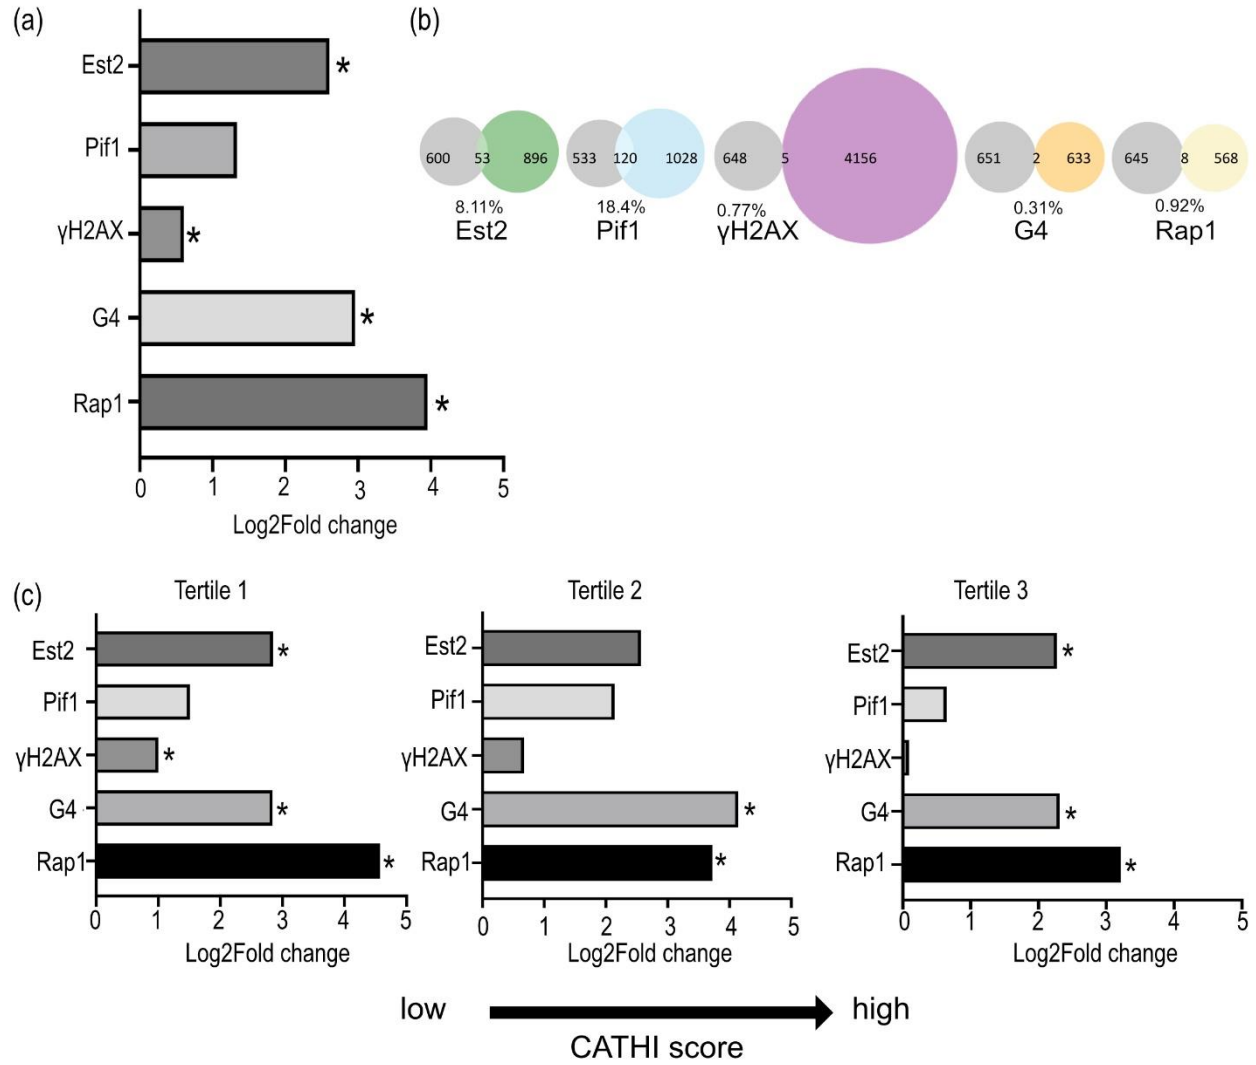 (a)
Est2
*
Pif1
γH2AX
*
G4
*
Rap1
*
0 1 2 3 4 5
Log2Fold change
(b)
600 53 896
8.11%
Est2
533 120 1028
18.4%
Pif1
648 5 4156
0.77%
γH2AX
651 2 633
0.31%
G4
645 8 568
0.92%
Rap1
(c)
Tertile 1
Est2
*
Pif1
γH2AX
*
G4
*
Rap1
*
0 1 2 3 4 5
Log2Fold change
Tertile 2
Est2
Pif1
γH2AX
G4
*
Rap1
*
0 1 2 3 4 5
Log2Fold change
Tertile 3
Est2
*
Pif1
γH2AX
G4
*
Rap1
*
0 1 2 3 4 5
Log2Fold change
low high
CATHI score